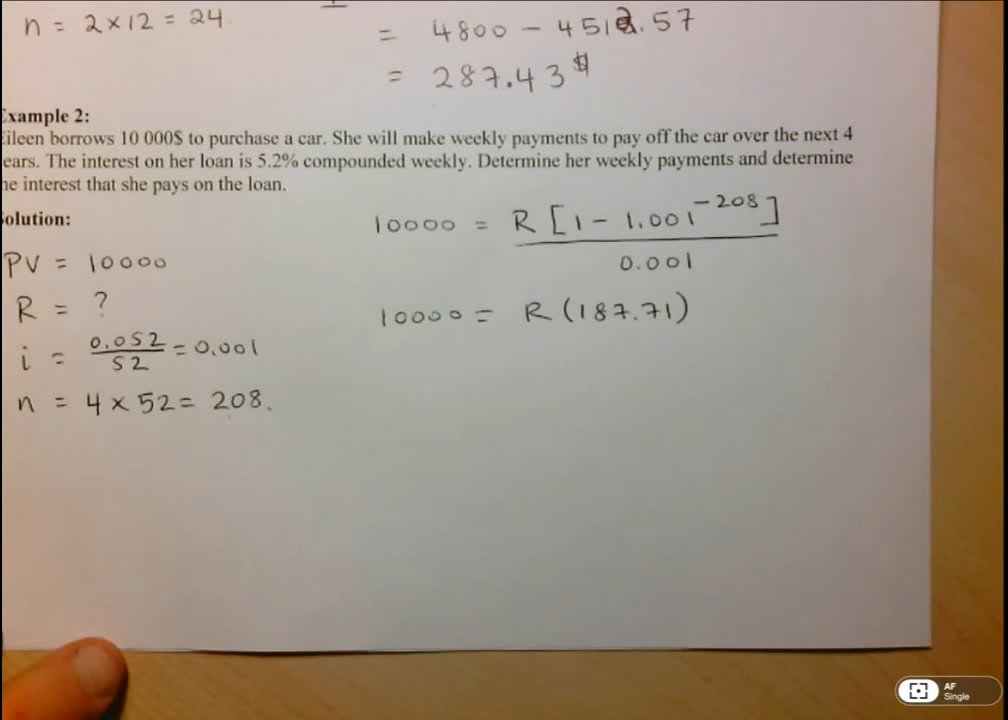 n = 2 x 12 = 24
= 4800 - 4512.57
= 287.43 $
Example 2:
Eileen borrows 10 000$ to purchase a car. She will make weekly payments to pay off the car over the next 4
ears. The interest on her loan is 5.2% compounded weekly. Determine her weekly payments and determine
he interest that she pays on the loan.
Solution:
10000 = R [1 - 1.001^-208]
0.001
PV = 10000
R = ?
10000 = R (187.71)
i = 0.052 / 52 = 0.001
n = 4 x 52 = 208.
AF
Single